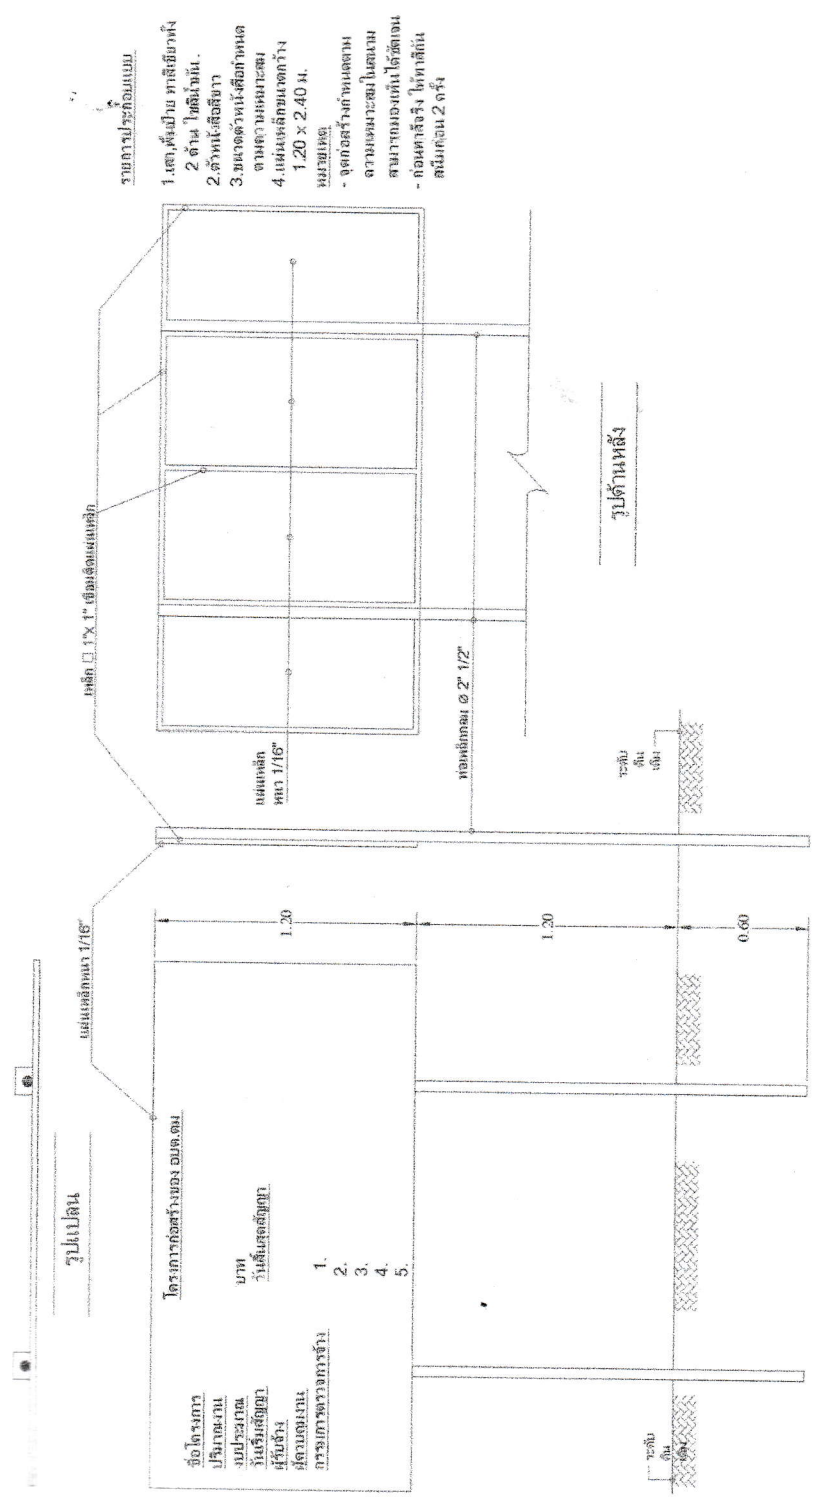 รูปแปลน
แผ่นเหล็กหนา 1/16"
เหล็ก □ 1"x 1" เชื่อมติดแผ่นเหล็ก
โครงการก่อสร้างของ อบต.ตม
ชื่อโครงการ
ปริมาณงาน
งบประมาณ บาท
วันเริ่มสัญญา วันสิ้นสุดสัญญา
ผู้รับจ้าง
ผู้ควบคุมงาน
กรรมการตรวจการจ้าง 1.
2.
3.
4.
5.
1.20
1.20
0.60
ระดับ
ดิน
เดิม
แผ่นเหล็ก
หนา 1/16"
ท่อเหล็กกลม ø 2" 1/2"
ระดับ
ดิน
เดิม
รูปด้านหลัง
รายการประกอบแบบ
1.เสา,พื้นป้าย ทาสีเขียวทั้ง
2 ด้าน ใช้สีน้ำมัน .
2.ตัวหนังสือสีขาว
3.ขนาดตัวหนังสือกำหนด
ตามความเหมาะสม
4.แผ่นเหล็กขนาดกว้าง
1.20 x 2.40 ม.
หมายเหตุ
- จุดก่อสร้างกำหนดตาม
ความเหมาะสมในสนาม
สามารถมองเห็นได้ชัดเจน
- ก่อนทาสีจริง ให้ทาสีกัน
สนิมก่อน 2 ครั้ง